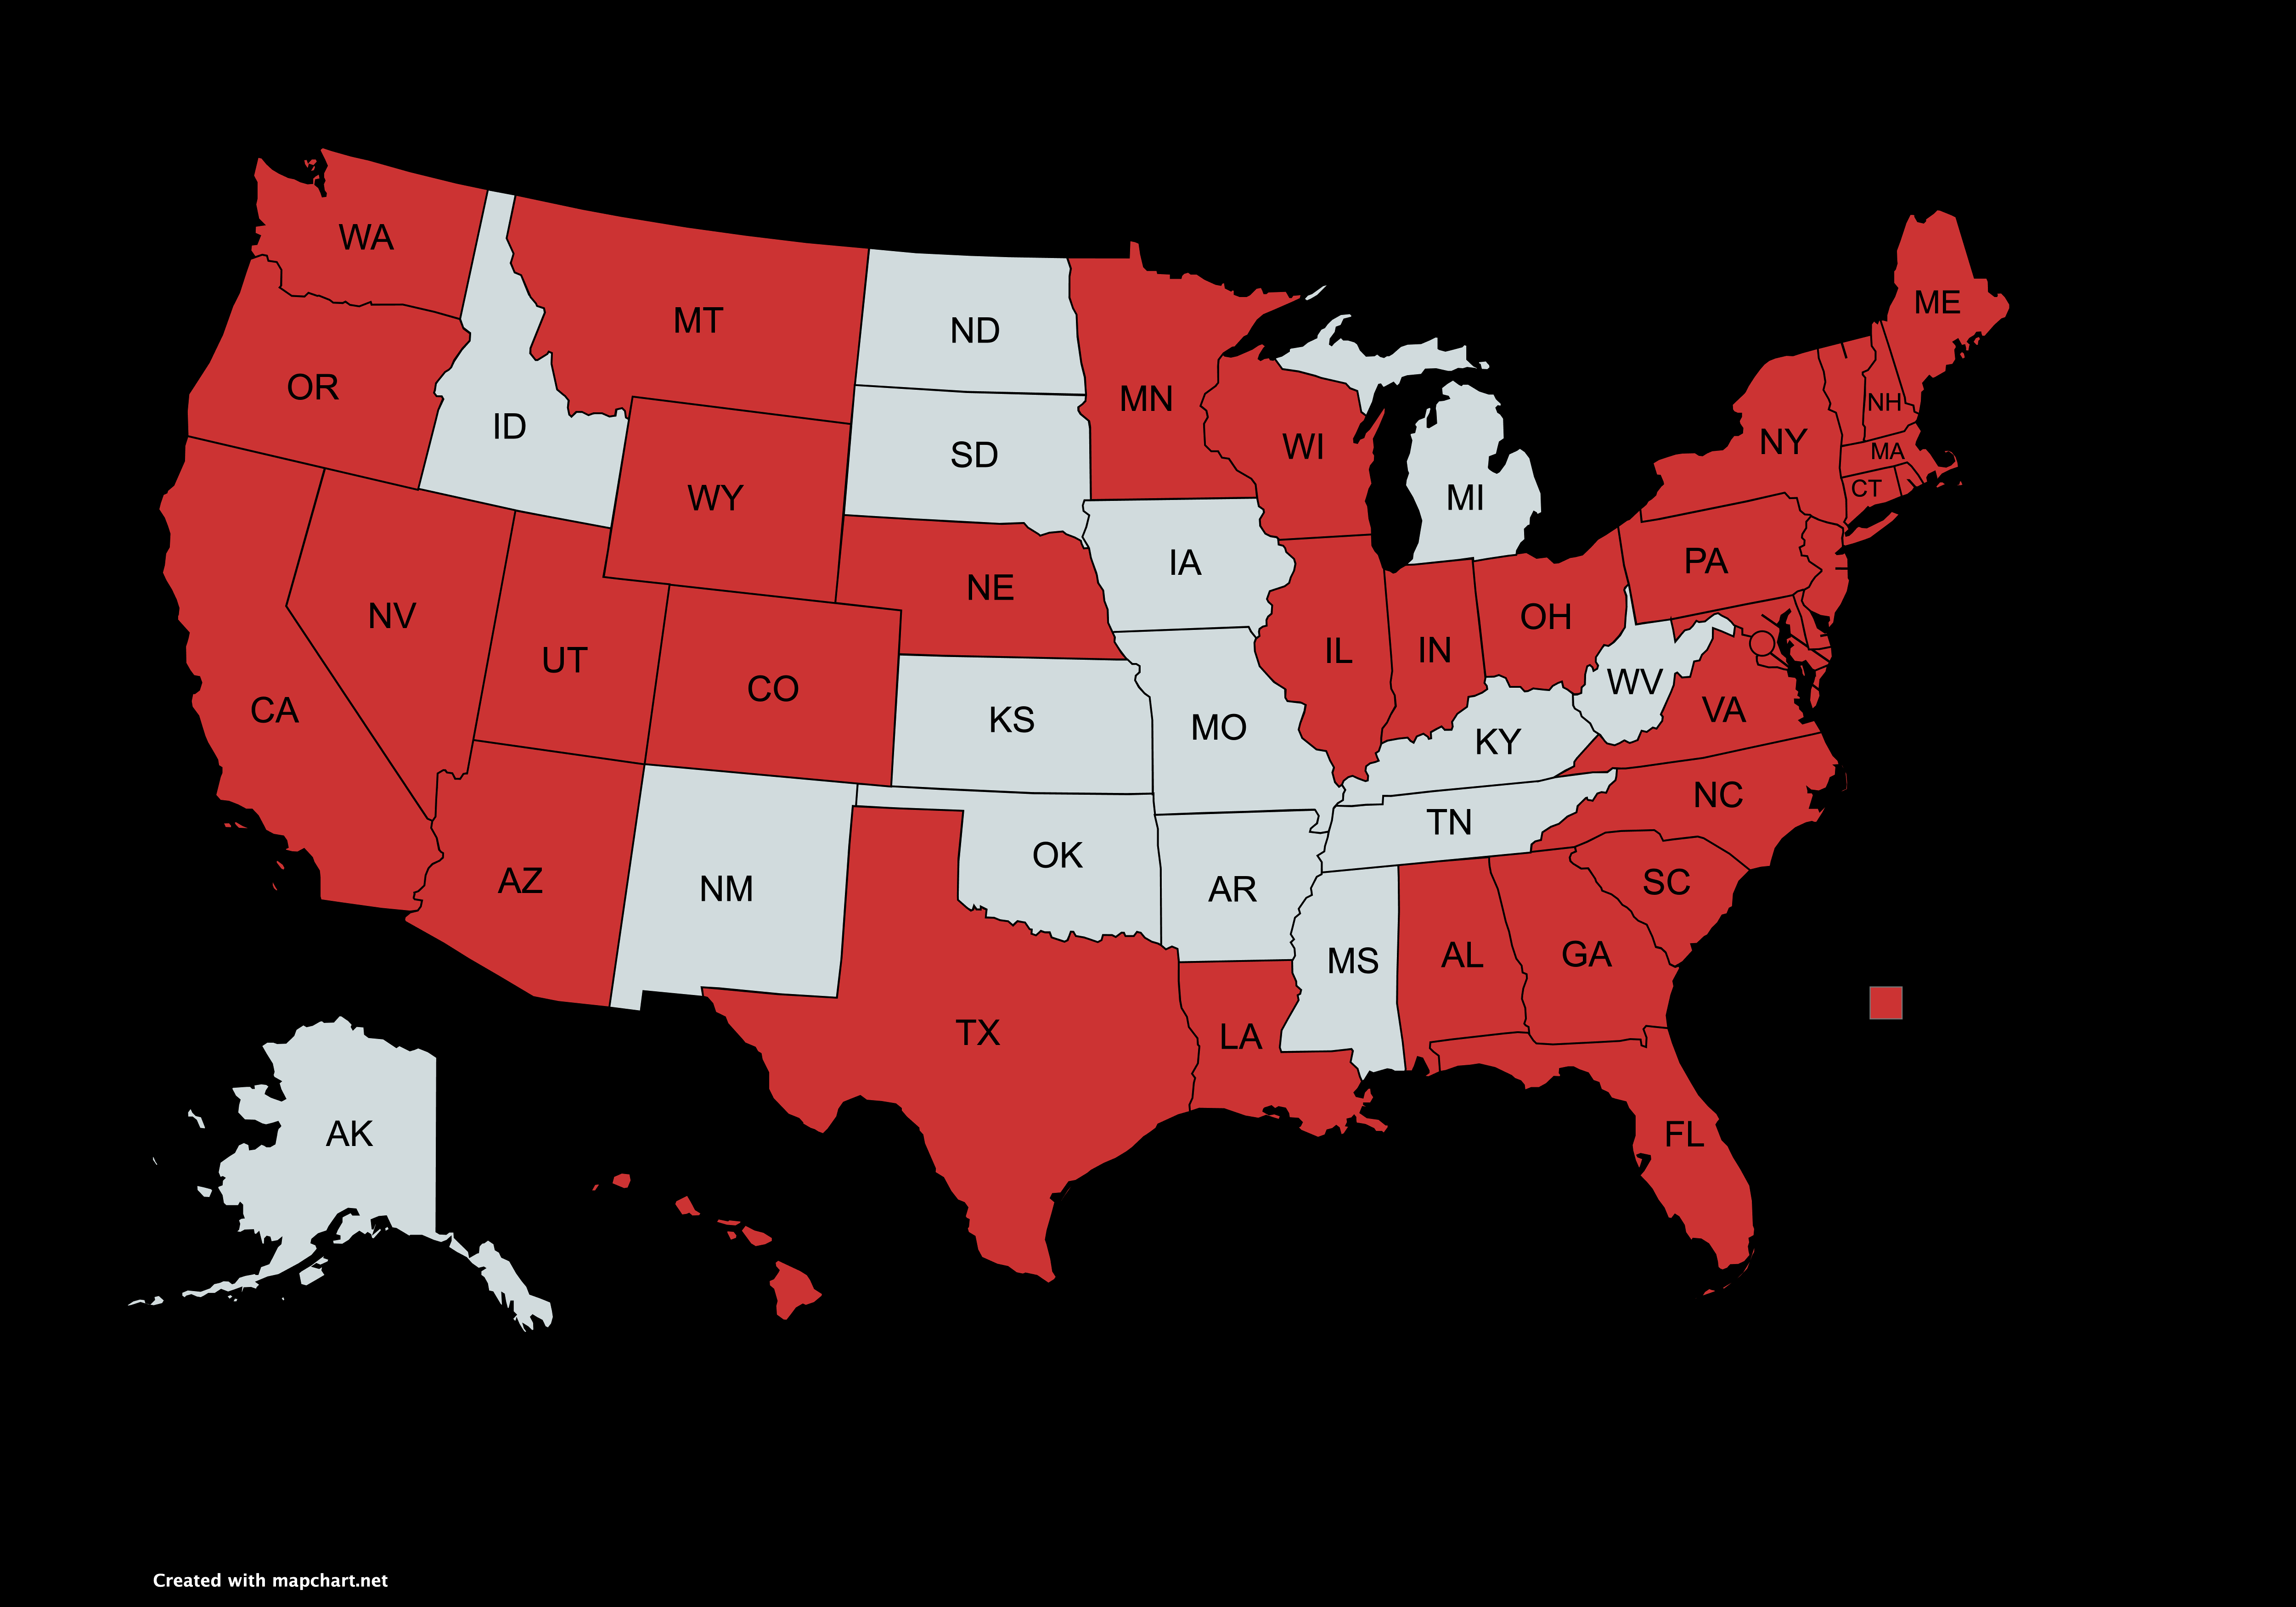 WA
MT
ND
ME
OR
ID
MN
SD
WI
NH
NY
MA
WY
MI
CT
IA
PA
NE
NV
OH
UT
IL
IN
CO
WV
CA
KS
MO
VA
KY
NC
TN
AZ
NM
OK
AR
SC
MS
AL
GA
TX
LA
AK
FL
Created with mapchart.net